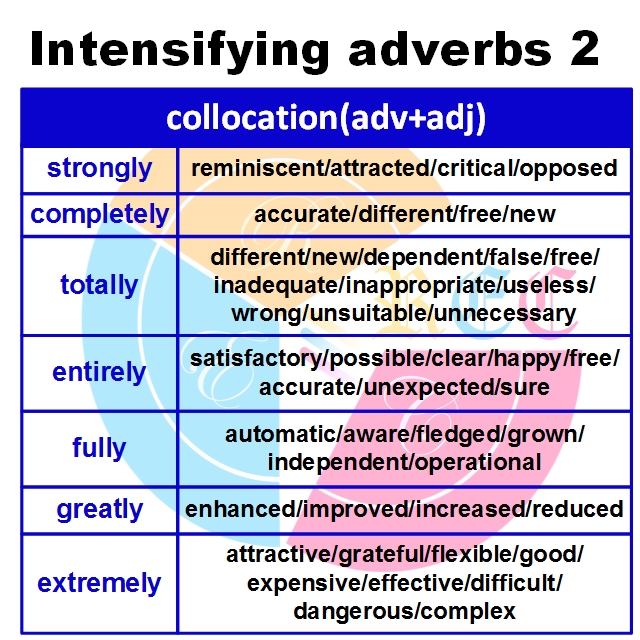 Intensifying adverbs 2
collocation(adv+adj)
strongly
reminiscent/attracted/critical/opposed
completely
accurate/different/free/new
totally
different/new/dependent/false/free/
inadequate/inappropriate/useless/
wrong/unsuitable/unnecessary
entirely
satisfactory/possible/clear/happy/free/
accurate/unexpected/sure
fully
automatic/aware/fledged/grown/
independent/operational
greatly
enhanced/improved/increased/reduced
extremely
attractive/grateful/flexible/good/
expensive/effective/difficult/
dangerous/complex
REC
R
E
C